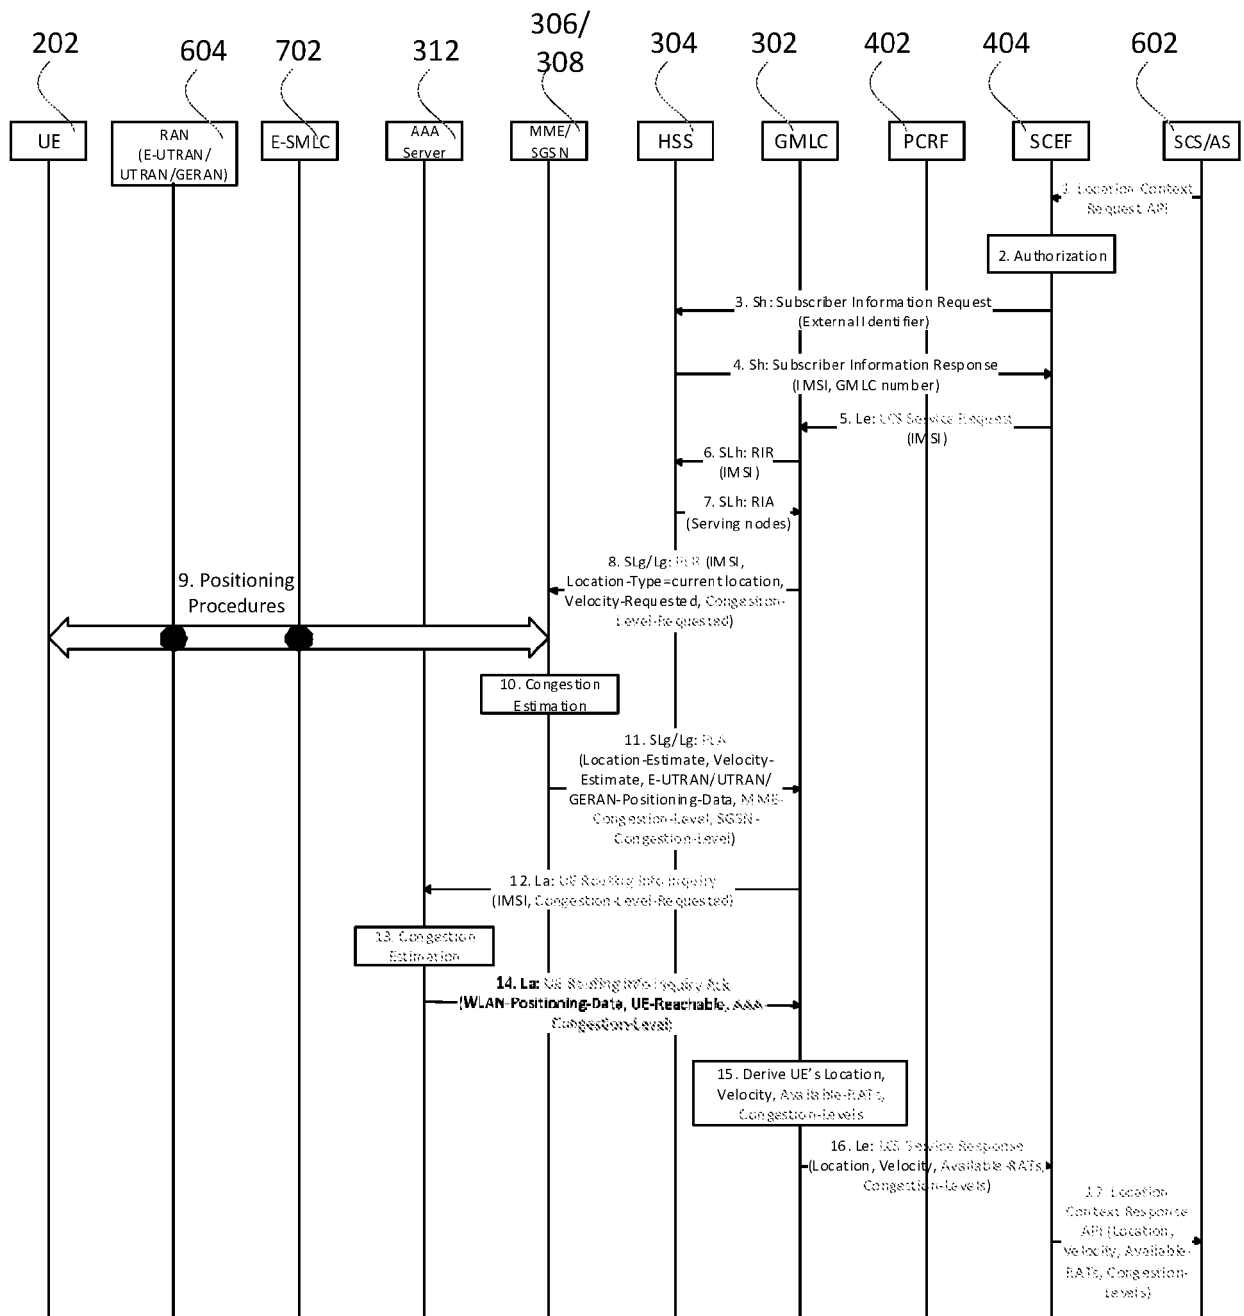 202
604
702
312
306/
308
304
302
402
404
602
UE
RAN
(E-UTRAN/
UTRAN/GERAN)
E-SMLC
AAA
Server
MME/
SGSN
HSS
GMLC
PCRF
SCEF
SCS/AS
1. Location Context
Request API
2. Authorization
3. Sh: Subscriber Information Request
(External Identifier)
4. Sh: Subscriber Information Response
(IMSI, GMLC number)
5. Le: LCS Service Request
(IMSI)
6. SLh: RIR
(IMSI)
7. SLh: RIA
(Serving nodes)
8. SLg/Lg: PLR (IMSI,
Location-Type=current location,
Velocity-Requested, Congestion-
Level-Requested)
9. Positioning
Procedures
10. Congestion
Estimation
11. SLg/Lg: PLA
(Location-Estimate, Velocity-
Estimate, E-UTRAN/UTRAN/
GERAN-Positioning-Data, MME-
Congestion-Level, SGSN-
Congestion-Level)
12. La: UE Routing Info Inquiry
(IMSI, Congestion-Level-Requested)
13. Congestion
Estimation
14. La: UE Routing Info Inquiry Ack
(WLAN-Positioning-Data, UE-Reachable, AAA-
Congestion-Level)
15. Derive UE's Location,
Velocity, Available-RATs,
Congestion-Levels
16. Le: LCS Service Response
(Location, Velocity, Available-RATs,
Congestion-Levels)
17. Location
Context Response
API (Location,
Velocity, Available-
RATs, Congestion-
Levels)